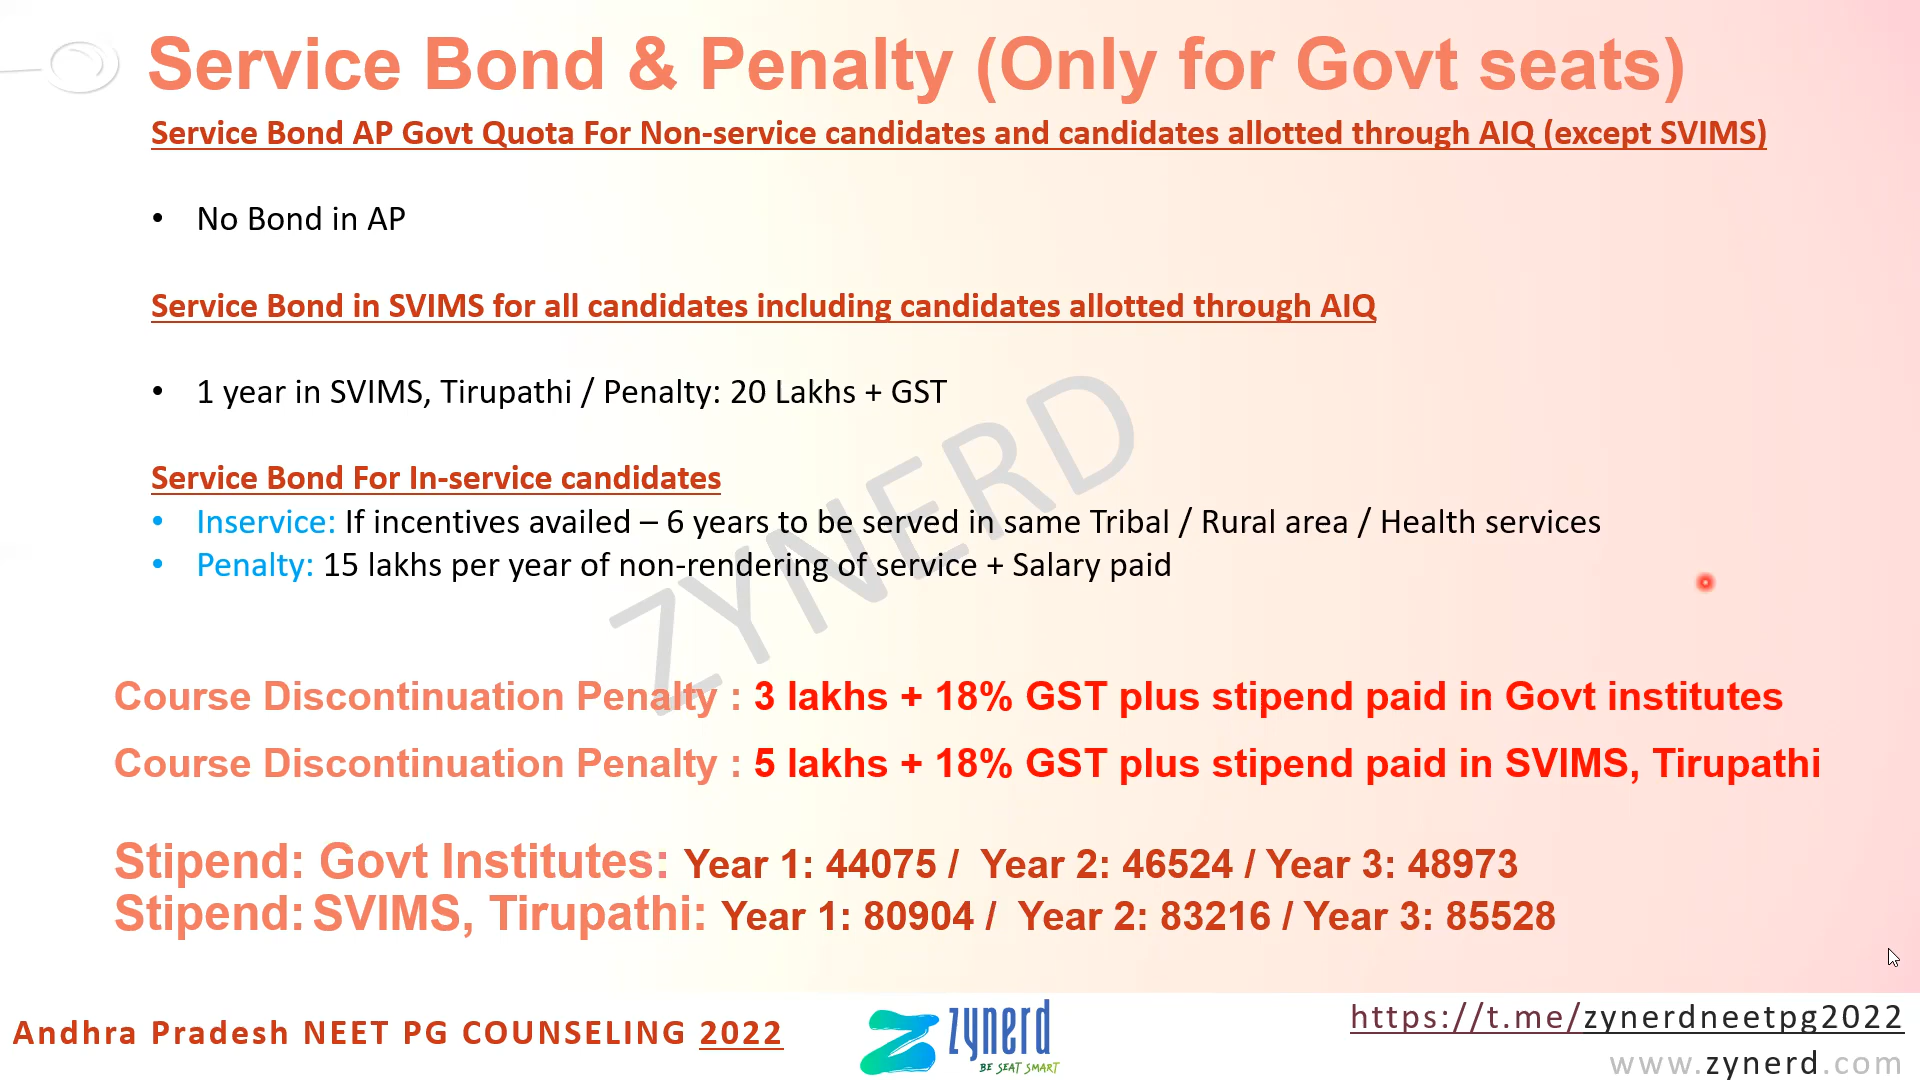 Service Bond & Penalty (Only for Govt seats)
Service Bond AP Govt Quota For Non-service candidates and candidates allotted through AIQ (except SVIMS)
• No Bond in AP
Service Bond in SVIMS for all candidates including candidates allotted through AIQ
• 1 year in SVIMS, Tirupathi / Penalty: 20 Lakhs + GST
Service Bond For In-service candidates
• Inservice: If incentives availed – 6 years to be served in same Tribal / Rural area / Health services
• Penalty: 15 lakhs per year of non-rendering of service + Salary paid
ZYNERD
Course Discontinuation Penalty : 3 lakhs + 18% GST plus stipend paid in Govt institutes
Course Discontinuation Penalty : 5 lakhs + 18% GST plus stipend paid in SVIMS, Tirupathi
Stipend: Govt Institutes: Year 1: 44075 / Year 2: 46524 / Year 3: 48973
Stipend: SVIMS, Tirupathi: Year 1: 80904 / Year 2: 83216 / Year 3: 85528
Andhra Pradesh NEET PG COUNSELING 2022
zynerd
BE SEAT SMART
https://t.me/zynerdneetpg2022
www.zynerd.com